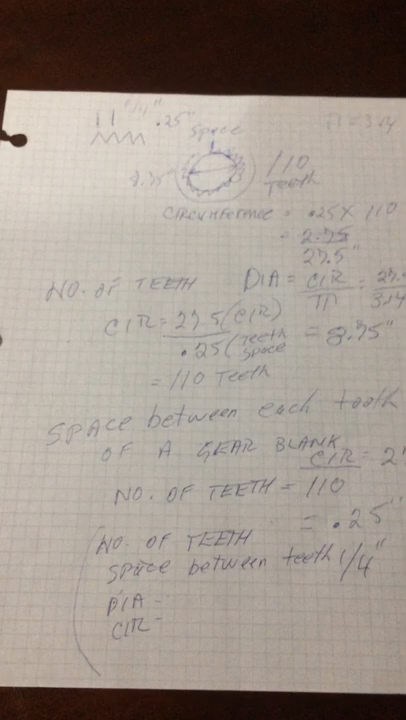 1/4" .25"
Space
π = 3.14
8.75"
110
Teeth
CIRCUMFERENCE = .25 X 110
= 2.75
27.5"
NO. OF TEETH DIA = CIR / π = 27.5 / 3.14
CIR = 27.5 (CIR) / .25 (teeth space = 8.75"
= 110 Teeth
SPACE between each tooth
OF A GEAR BLANK
CIR = 2
NO. OF TEETH = 110
= .25"
NO. OF TEETH
Space between teeth 1/4"
DIA =
CIR =